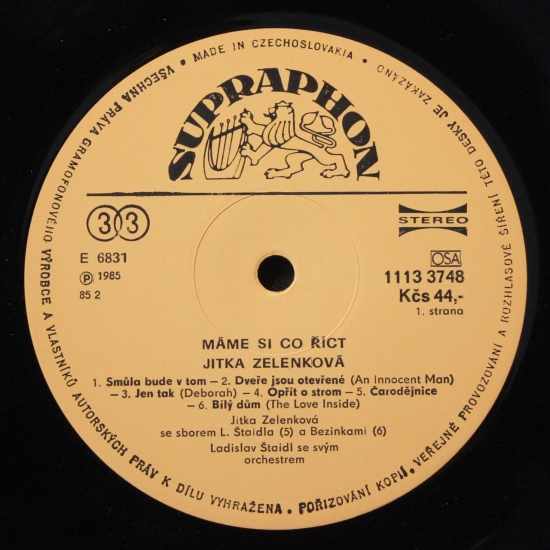 MADE IN CZECHOSLOVAKIA • VŠECHNA PRÁVA GRAMOFONOVÉHO VÝROBCE A VLASTNÍKŮ AUTORSKÝCH PRÁV K DÍLU VYHRAŽENA. POŘIZOVÁNÍ KOPIÍ, VEŘEJNÉ PROVOZOVÁNÍ A ROZHLASOVÉ ŠÍŘENÍ TÉTO DESKY JE ZAKÁZÁNO •
SUPRAPHON
33
STEREO
E 6831
OSA
Ⓟ 1985
1113 3748
85 2
Kčs 44,-
1. strana
MÁME SI CO ŘÍCT
JITKA ZELENKOVÁ
1. Smůla bude v tom – 2. Dveře jsou otevřené (An Innocent Man)
– 3. Jen tak (Deborah) – 4. Opřít o strom – 5. Čarodějnice
– 6. Bílý dům (The Love Inside)
Jitka Zelenková
se sborem L. Štaidla (5) a Bezinkami (6)
Ladislav Štaidl se svým
orchestrem